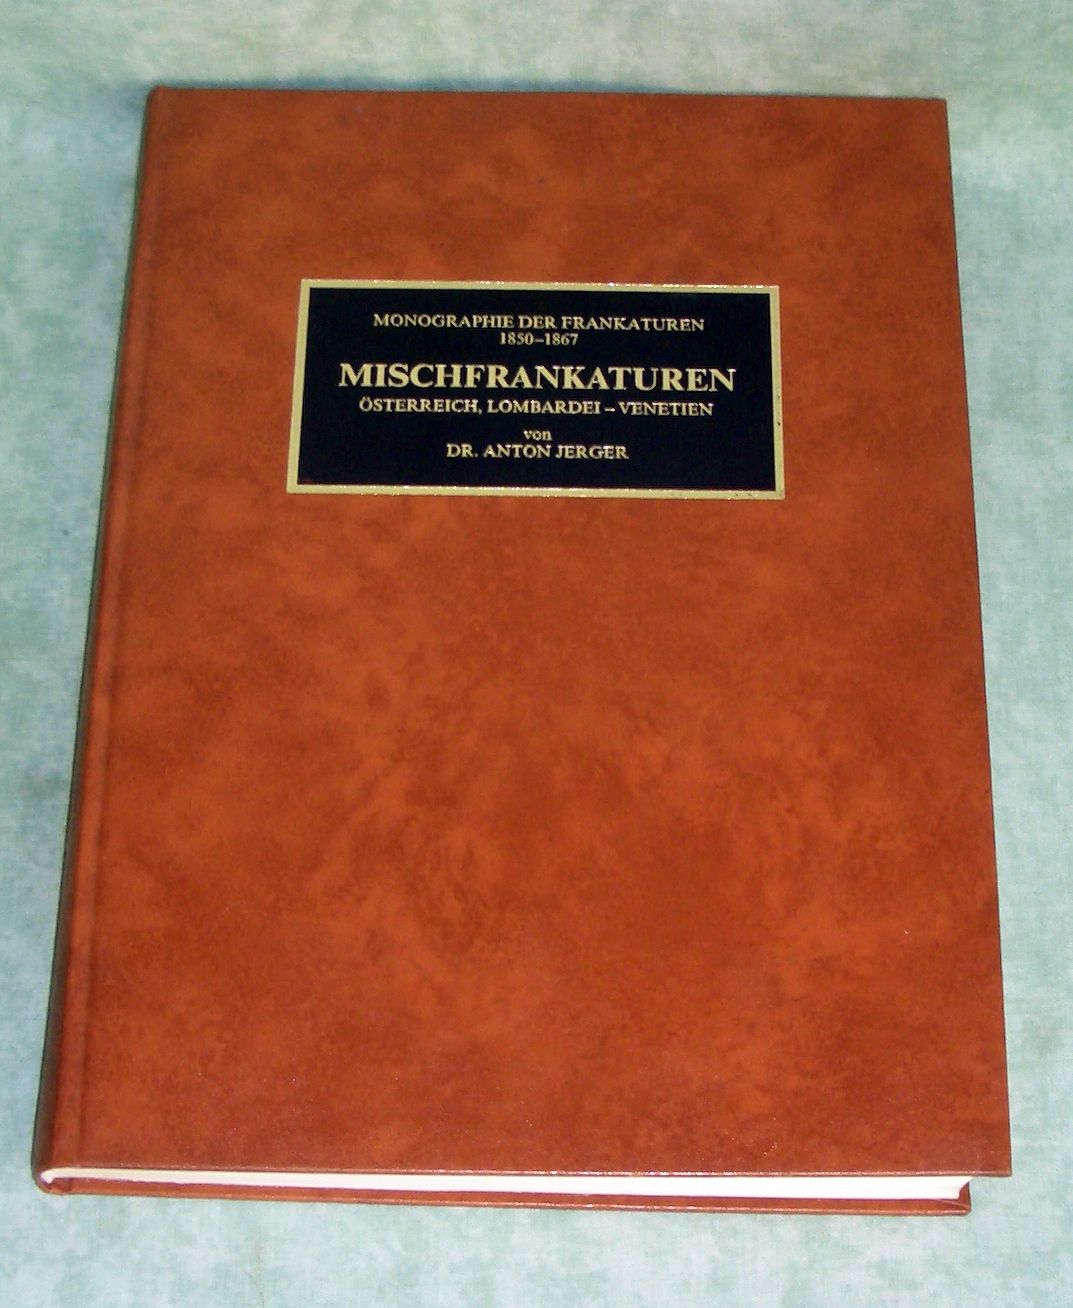 MONOGRAPHIE DER FRANKATUREN
1850–1867
MISCHFRANKATUREN
ÖSTERREICH, LOMBARDEI – VENETIEN
von
DR. ANTON JERGER